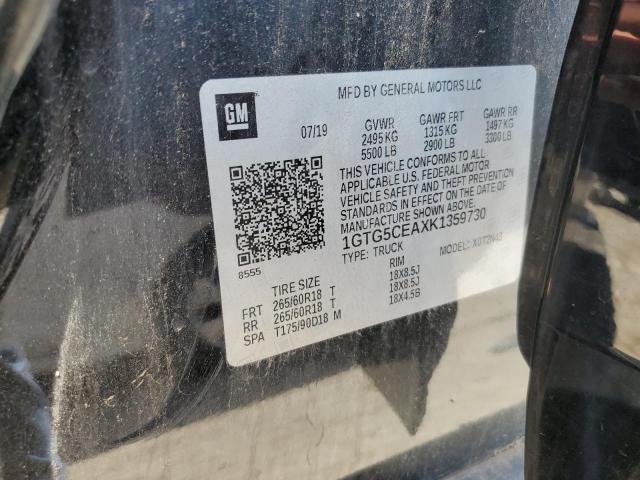 MFD BY GENERAL MOTORS LLC
GM
07/19
GVWR GAWR FRT GAWR RR
2495 KG 1315 KG 1497 KG
5500 LB 2900 LB 3300 LB
THIS VEHICLE CONFORMS TO ALL
APPLICABLE U.S. FEDERAL MOTOR
VEHICLE SAFETY AND THEFT PREVENTION
STANDARDS IN EFFECT ON THE DATE OF
MANUFACTURE SHOWN ABOVE.
1GTG5CEAXK1359730
TYPE: TRUCK MODEL:
8555
TIRE SIZE RIM
FRT 265/60R18 T 18X8.5J
RR 265/60R18 T 18X8.5J
SPA T175/90D18 M 18X4.5B